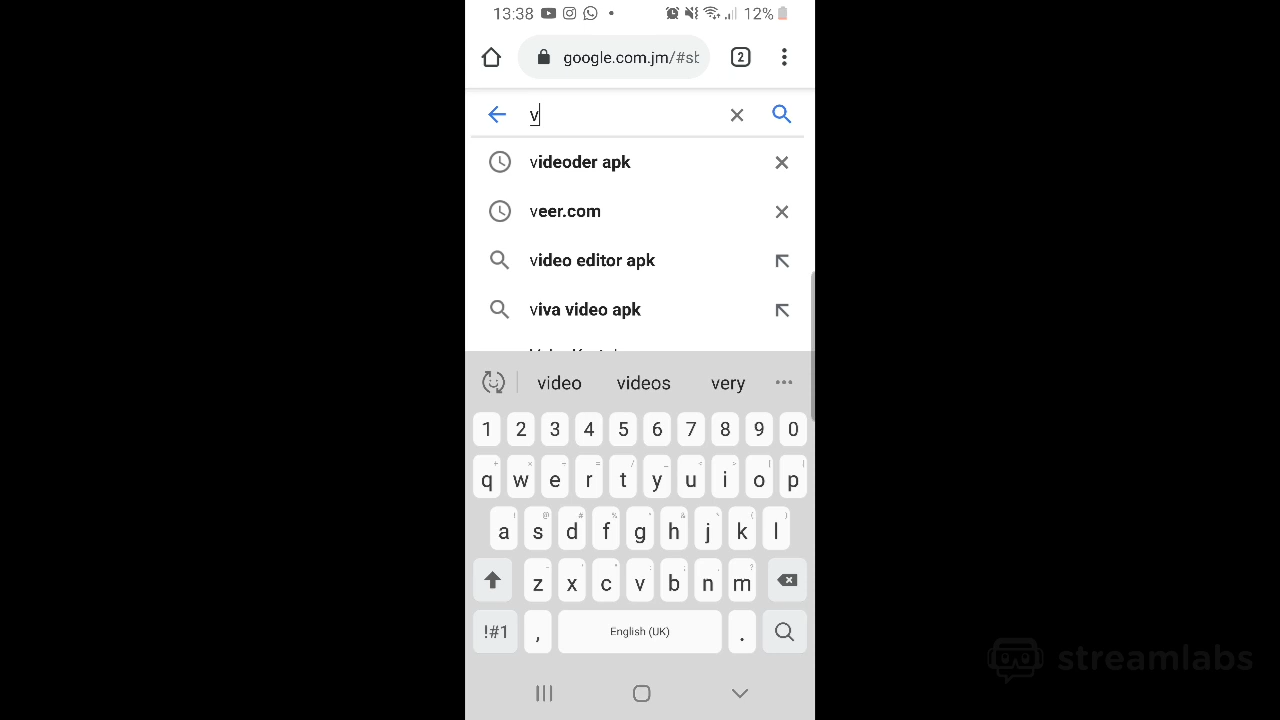 13:38 12%
google.com.jm/#sb
2
v
videoder apk
veer.com
video editor apk
viva video apk
video videos very
1 2 3 4 5 6 7 8 9 0
q w e r t y u i o p
a s d f g h j k l
z x c v b n m
!#1 , English (UK) .
streamlabs